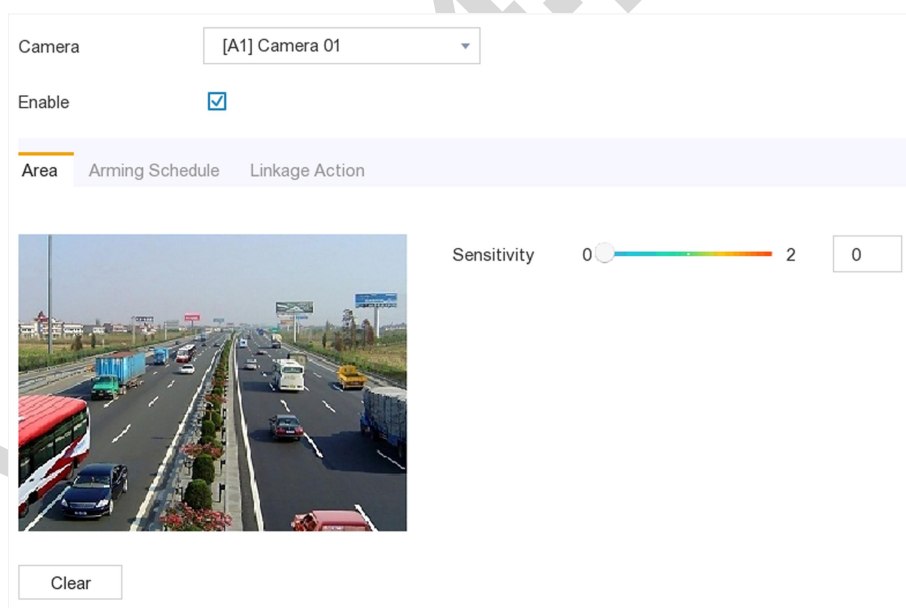 Camera [A1] Camera 01
Enable
Area Arming Schedule Linkage Action
Sensitivity 0 2 0
Clear